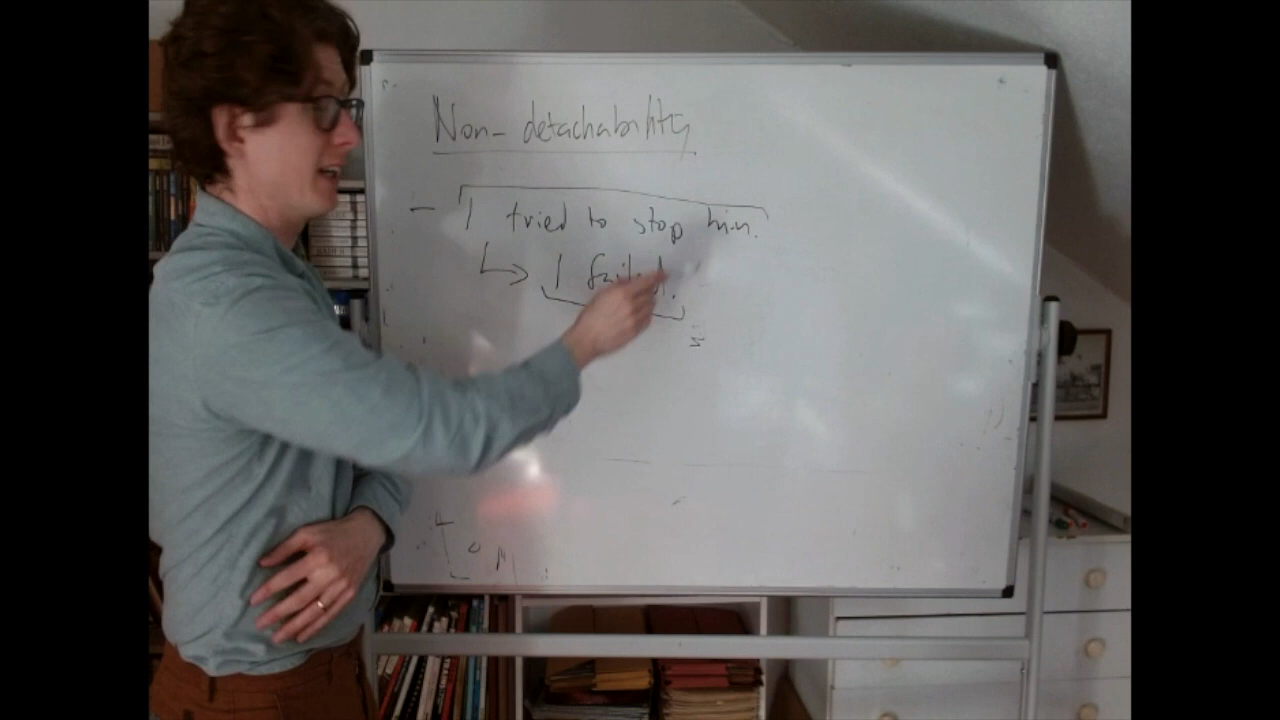 Non-detachability
– I tried to stop him.
↳ I failed.